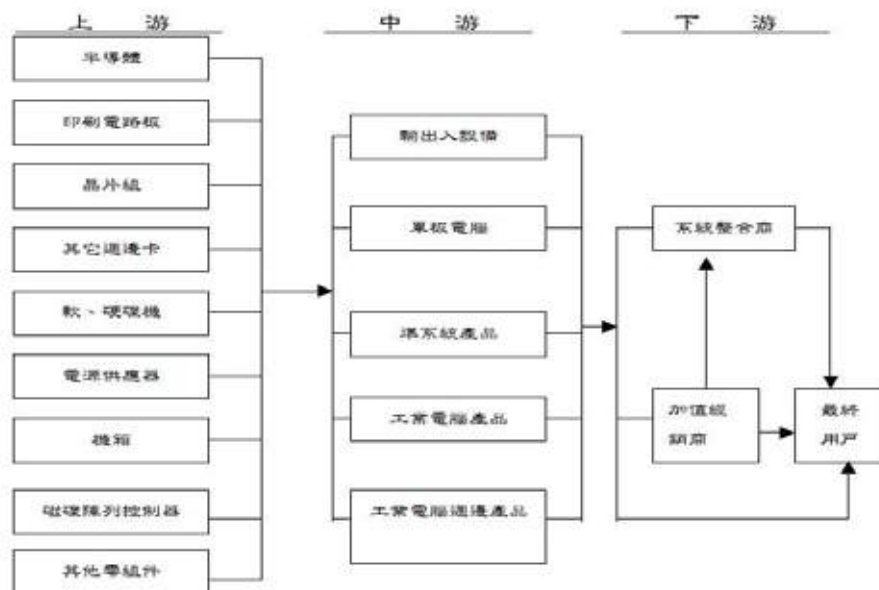 上 游
中 游
下 游
半導體
印刷電路板
晶片組
其它週邊卡
軟、硬碟機
電源供應器
機箱
磁碟陣列控制器
其他零組件
輸出入設備
單板電腦
準系統產品
工業電腦產品
工業電腦週邊產品
系統整合商
加值經
銷商
最終
用戶